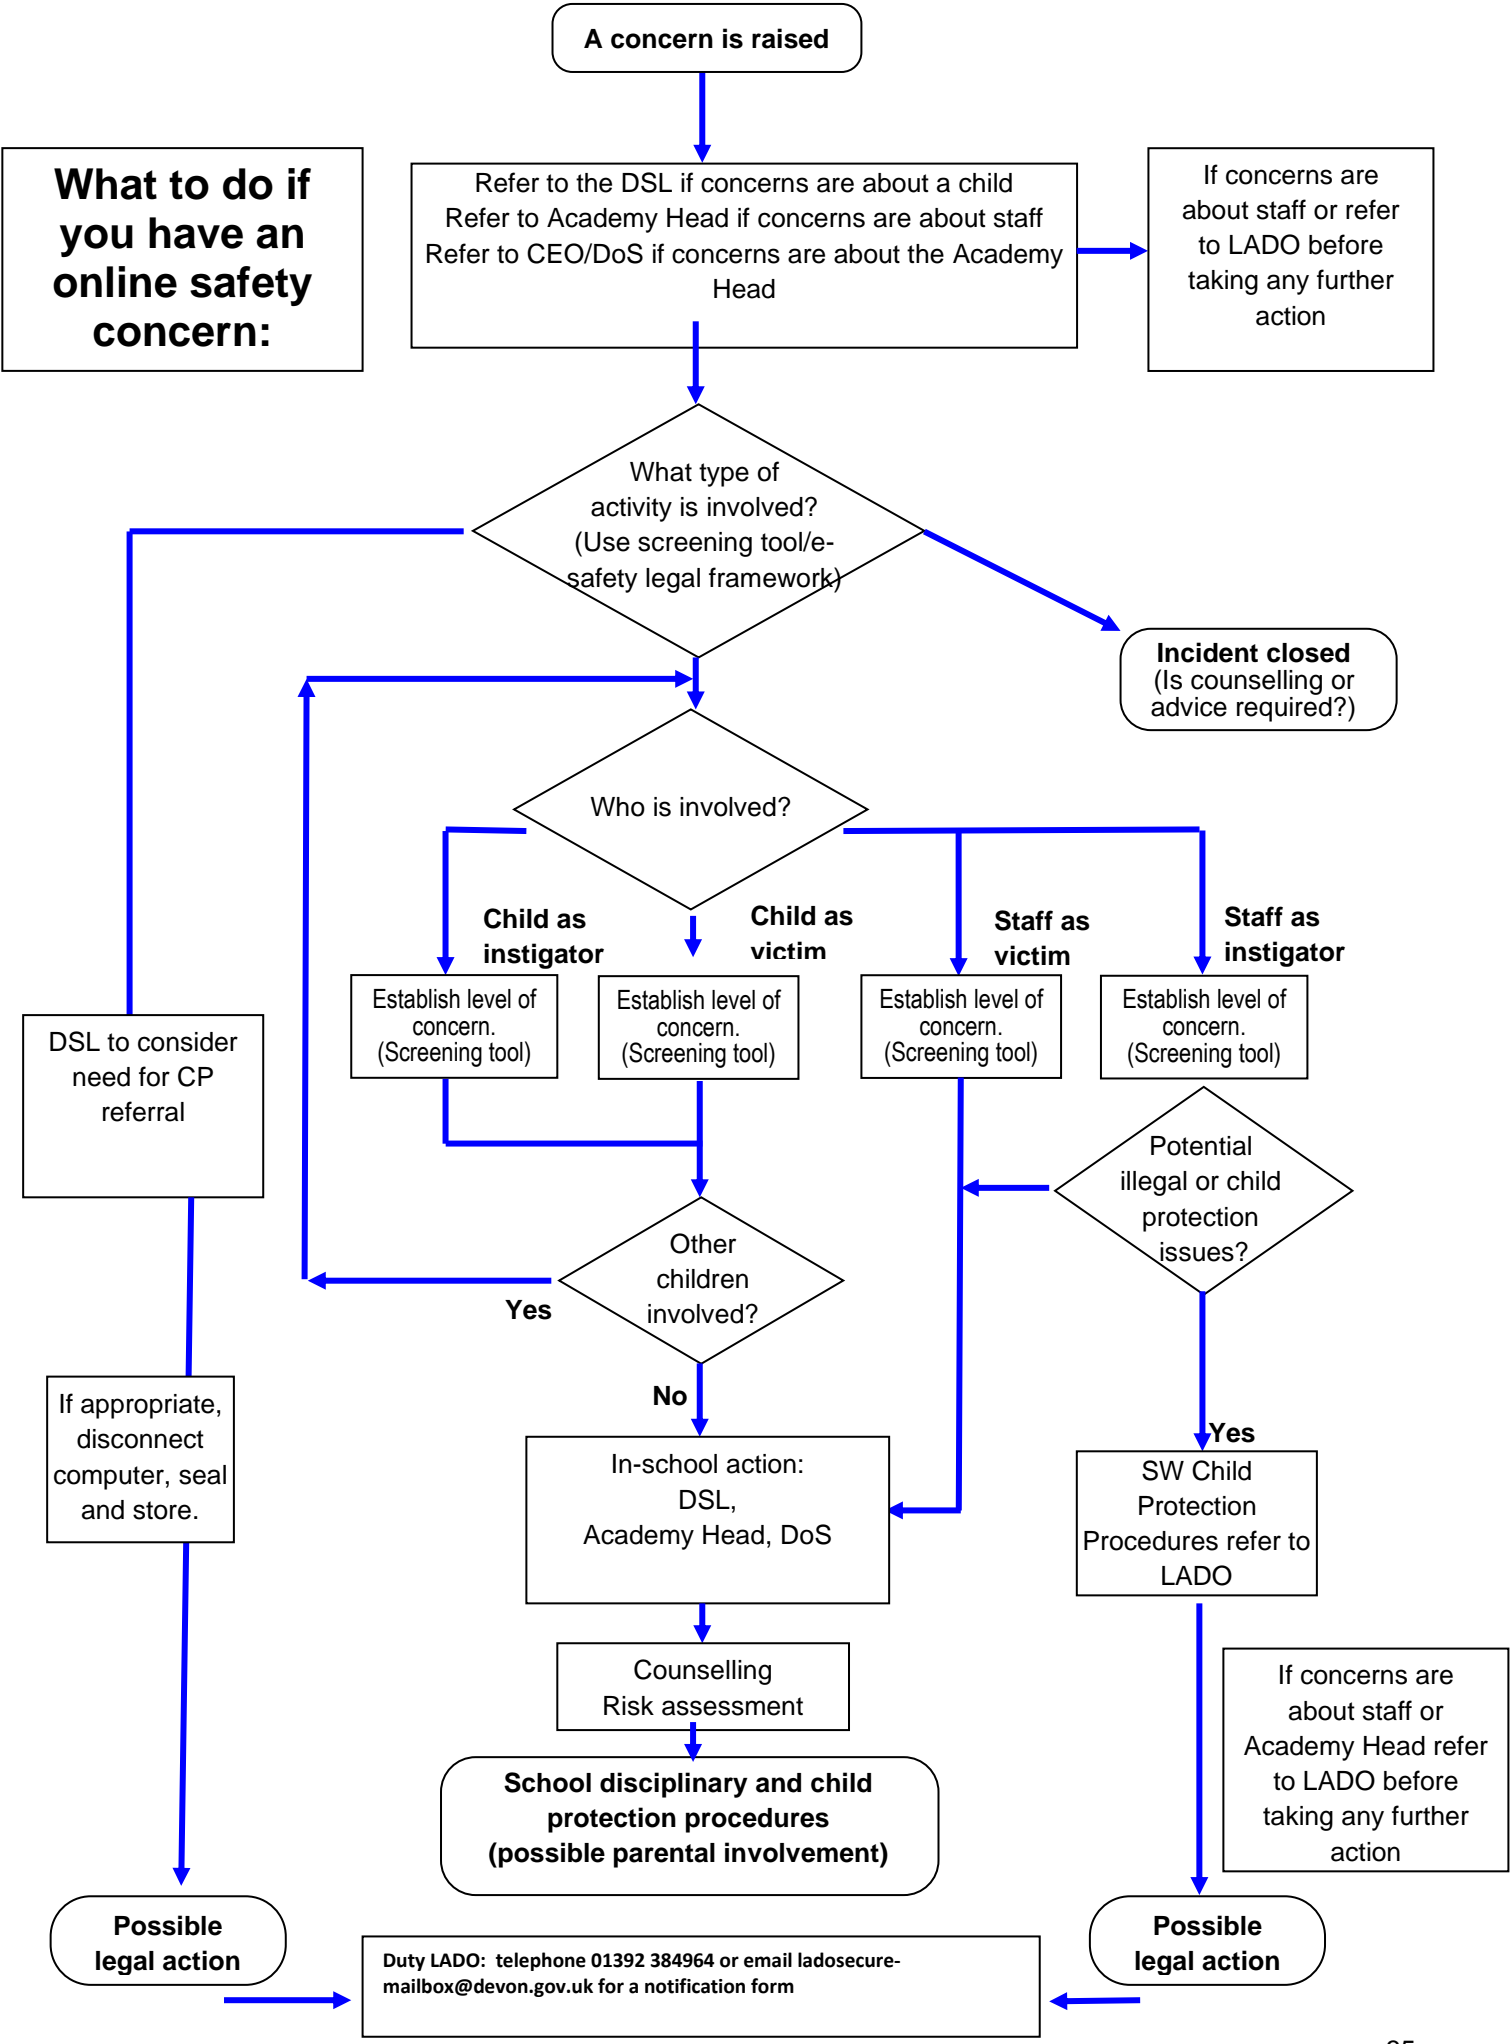 A concern is raised
What to do if
you have an
online safety
concern:
Refer to the DSL if concerns are about a child
Refer to Academy Head if concerns are about staff
Refer to CEO/DoS if concerns are about the Academy
Head
If concerns are
about staff or refer
to LADO before
taking any further
action
What type of
activity is involved?
(Use screening tool/e-
safety legal framework)
Incident closed
(Is counselling or
advice required?)
Who is involved?
Child as
instigator
Child as
victim
Staff as
victim
Staff as
instigator
Establish level of
concern.
(Screening tool)
Establish level of
concern.
(Screening tool)
Establish level of
concern.
(Screening tool)
Establish level of
concern.
(Screening tool)
DSL to consider
need for CP
referral
Potential
illegal or child
protection
issues?
Other
children
involved?
Yes
No
If appropriate,
disconnect
computer, seal
and store.
Yes
In-school action:
DSL,
Academy Head, DoS
SW Child
Protection
Procedures refer to
LADO
Counselling
Risk assessment
If concerns are
about staff or
Academy Head refer
to LADO before
taking any further
action
School disciplinary and child
protection procedures
(possible parental involvement)
Possible
legal action
Possible
legal action
Duty LADO: telephone 01392 384964 or email ladosecure-
mailbox@devon.gov.uk for a notification form